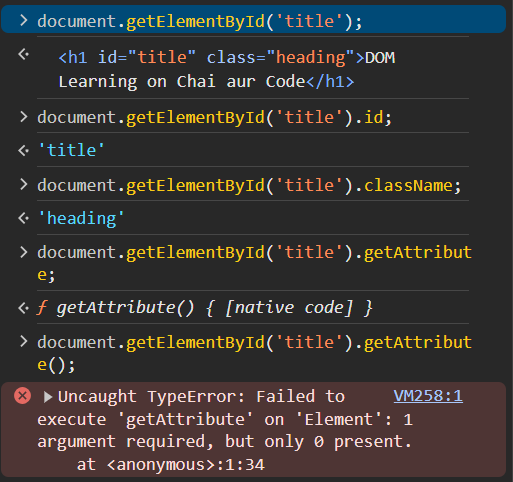 > document.getElementById('title');
<h1 id="title" class="heading">DOM
Learning on Chai aur Code</h1>
> document.getElementById('title').id;
'title'
> document.getElementById('title').className;
'heading'
> document.getElementById('title').getAttribut
e;
ƒ getAttribute() { [native code] }
> document.getElementById('title').getAttribut
e();
▶Uncaught TypeError: Failed to VM258:1
execute 'getAttribute' on 'Element': 1
argument required, but only 0 present.
at <anonymous>:1:34